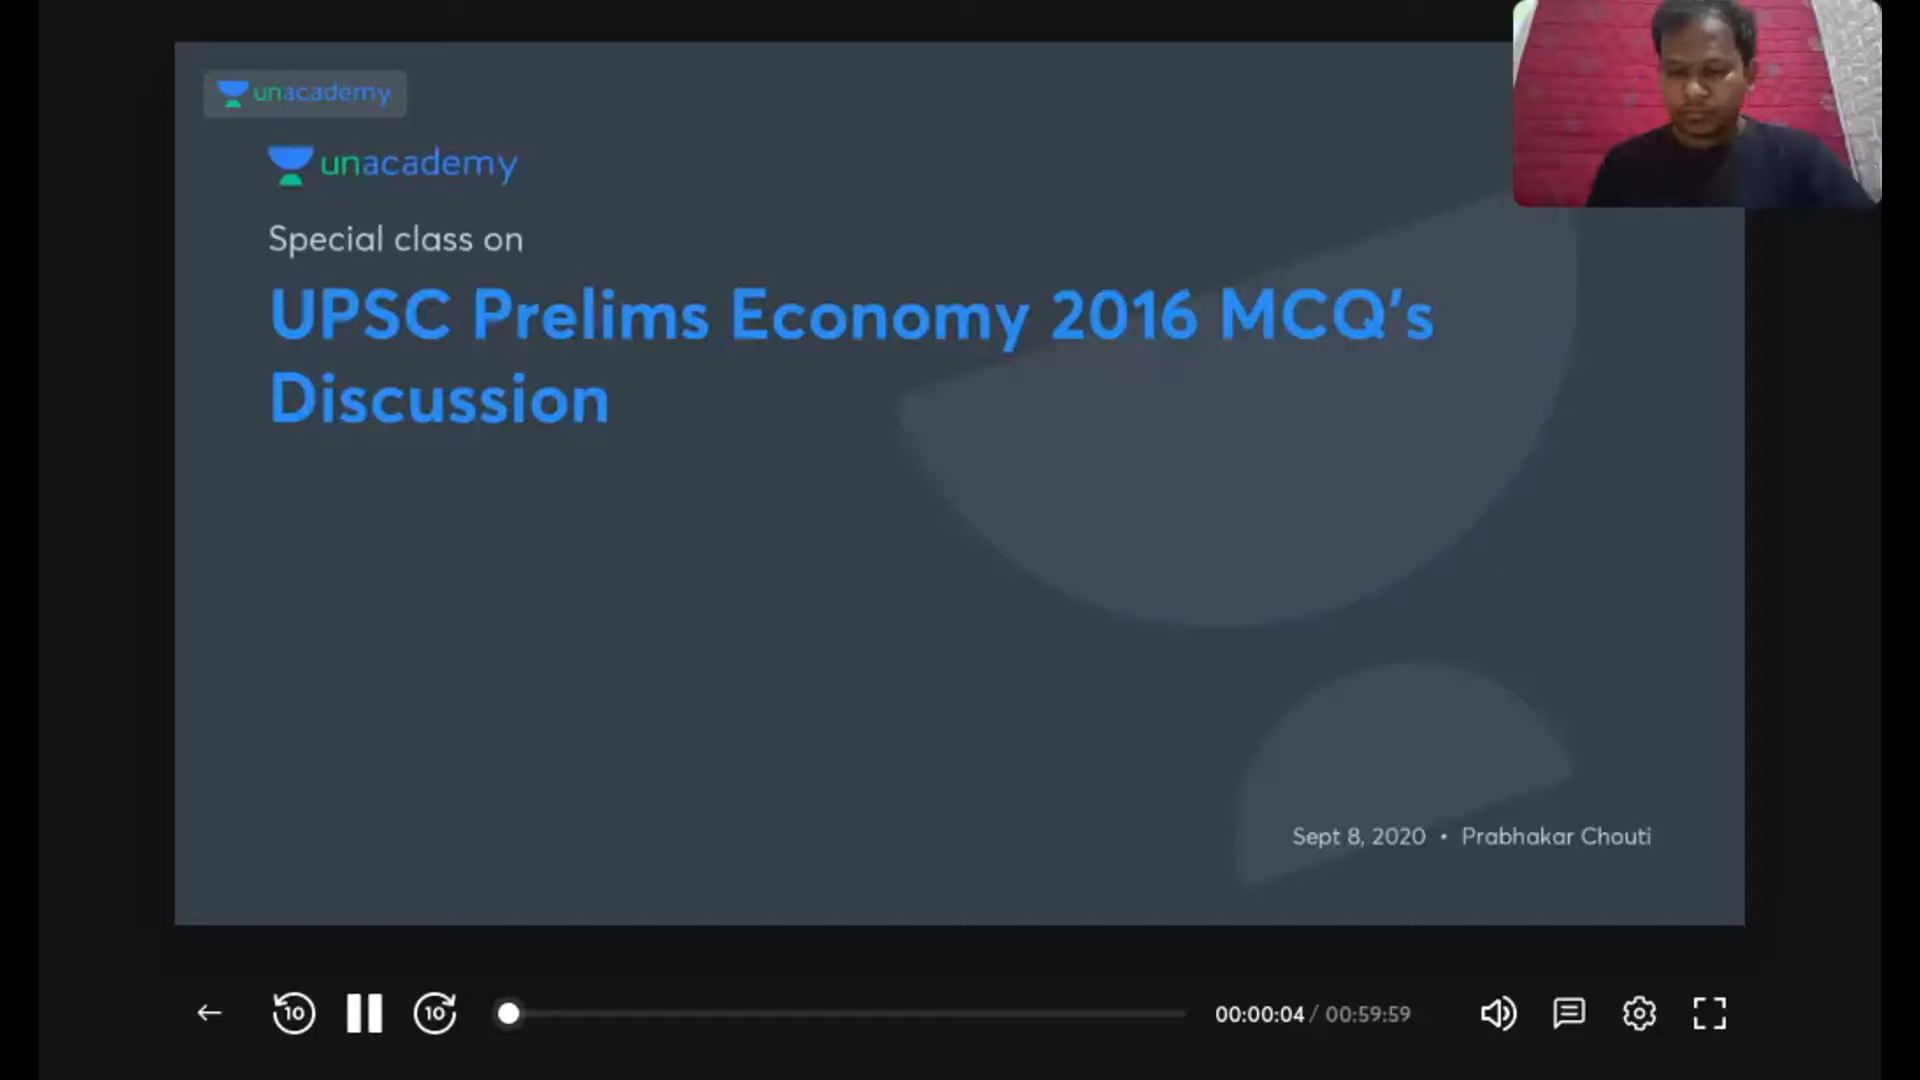 unacademy
unacademy
Special class on
UPSC Prelims Economy 2016 MCQ's
Discussion
Sept 8, 2020 • Prabhakar Chouti
10
10
00:00:04 / 00:59:59